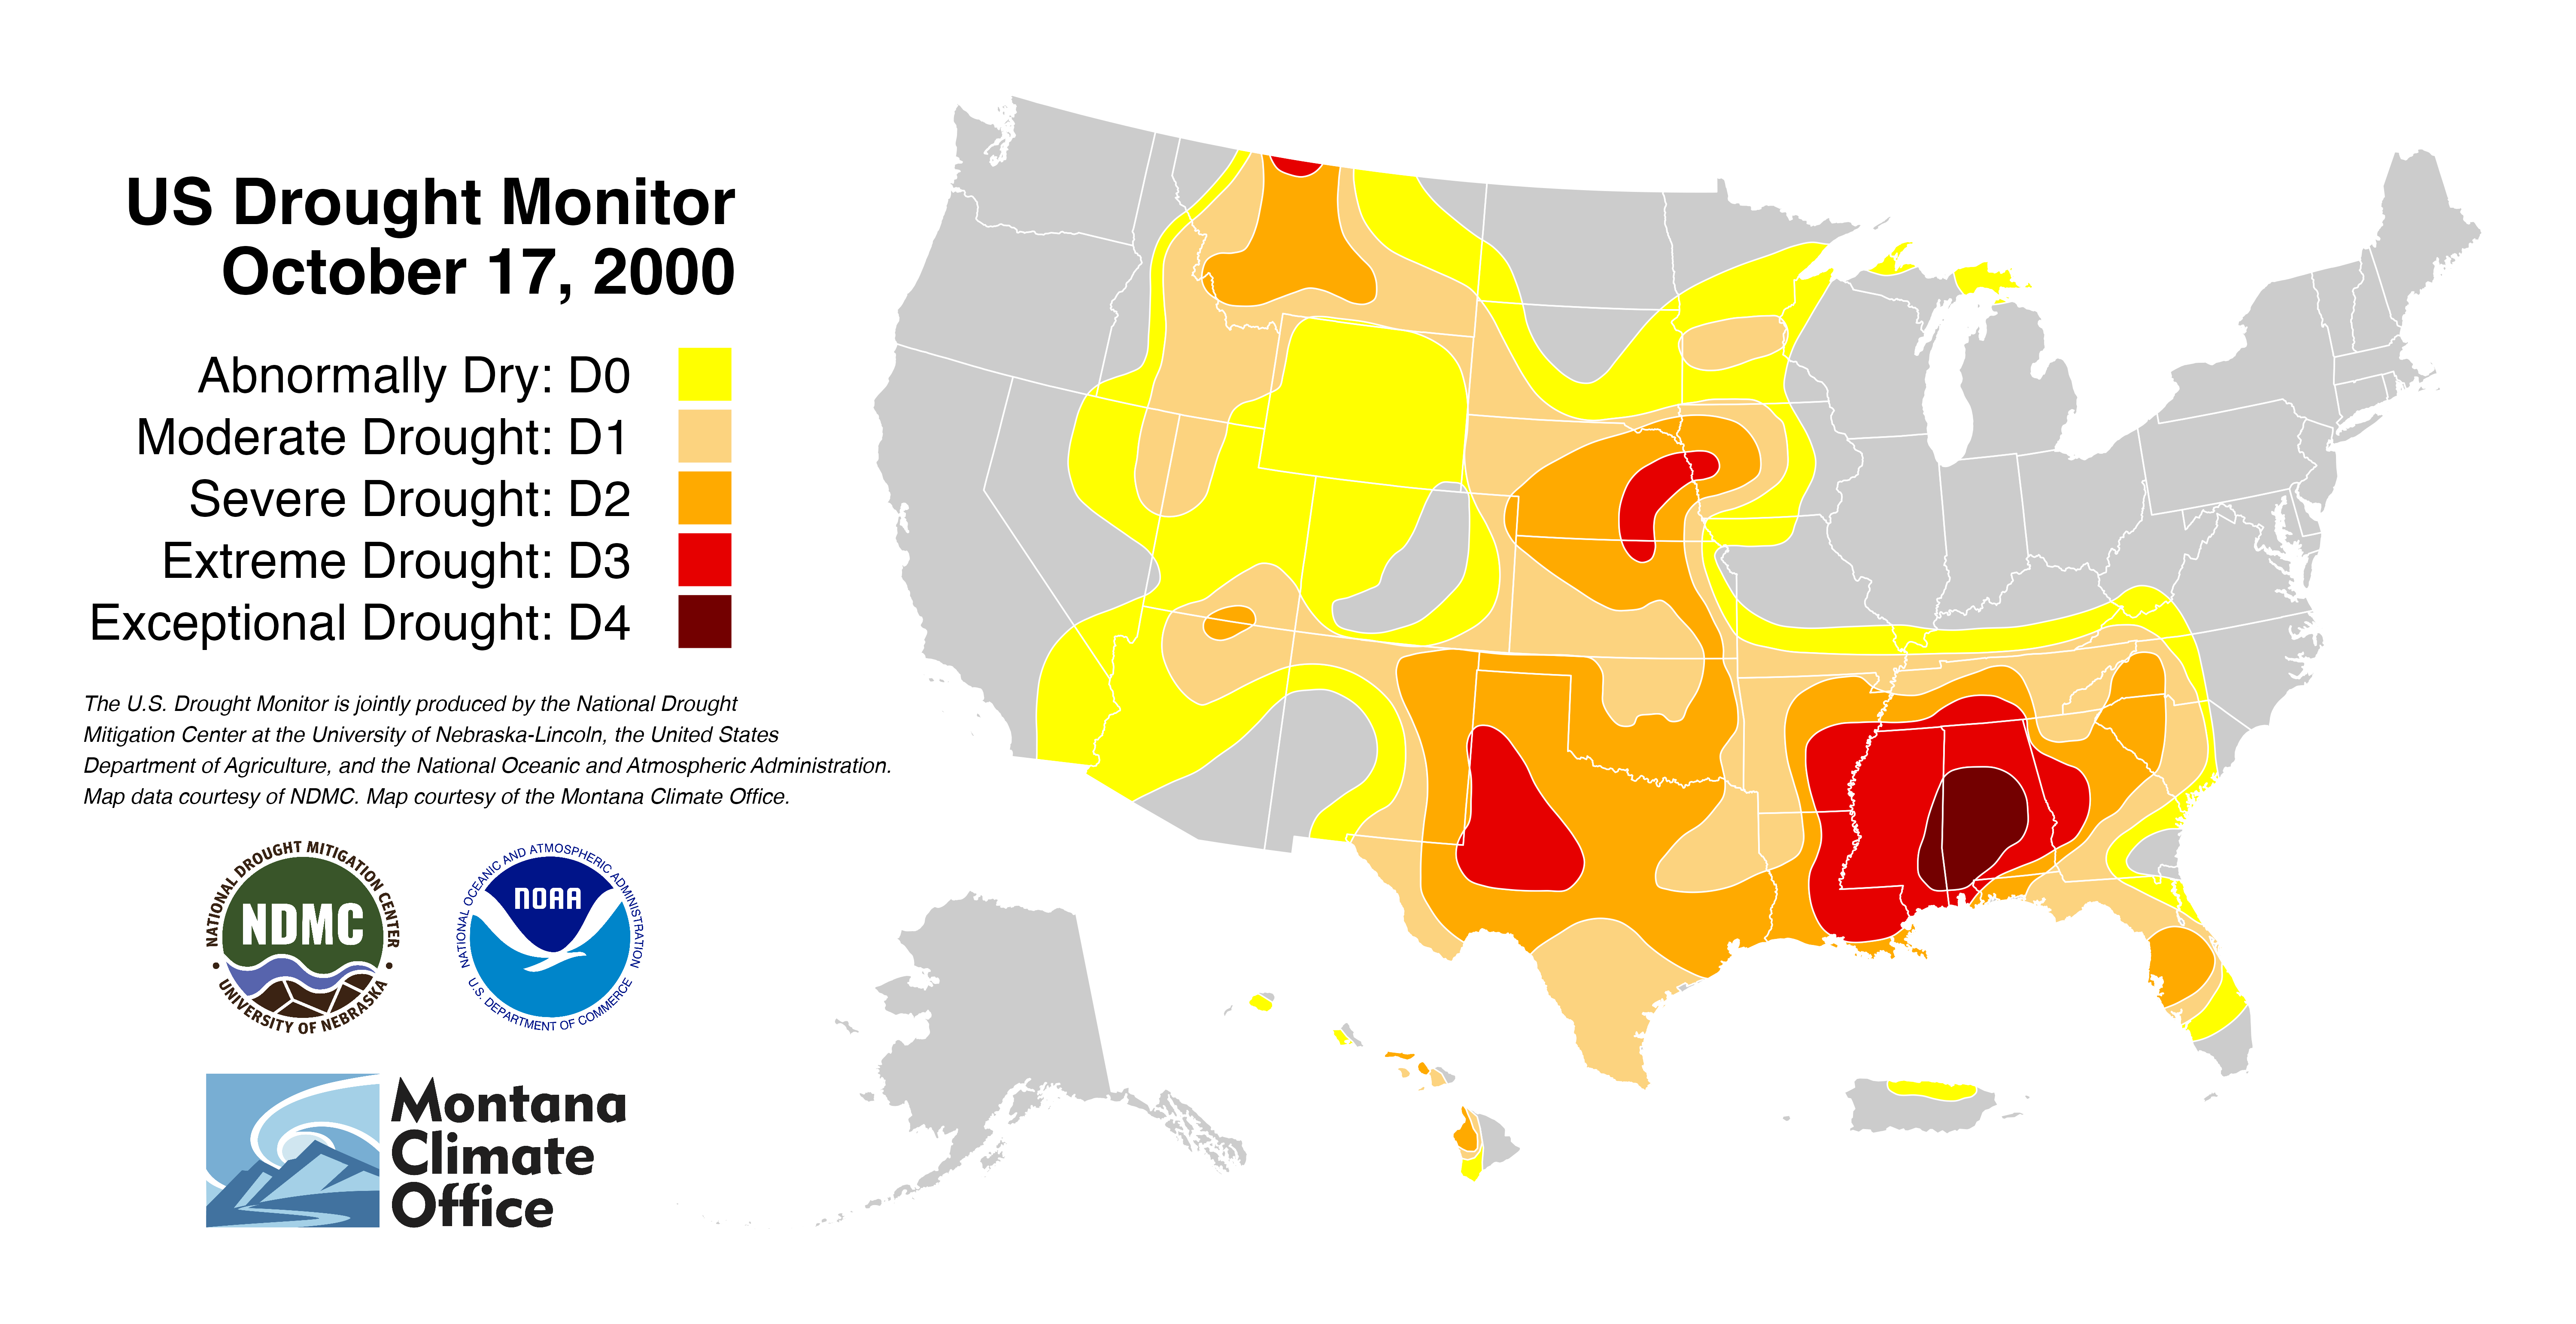 US Drought Monitor
October 17, 2000
Abnormally Dry: D0
Moderate Drought: D1
Severe Drought: D2
Extreme Drought: D3
Exceptional Drought: D4
The U.S. Drought Monitor is jointly produced by the National Drought
Mitigation Center at the University of Nebraska-Lincoln, the United States
Department of Agriculture, and the National Oceanic and Atmospheric Administration.
Map data courtesy of NDMC. Map courtesy of the Montana Climate Office.
NATIONAL DROUGHT MITIGATION CENTER
NDMC
• UNIVERSITY OF NEBRASKA •
NATIONAL OCEANIC AND ATMOSPHERIC ADMINISTRATION
NOAA
U.S. DEPARTMENT OF COMMERCE
Montana
Climate
Office